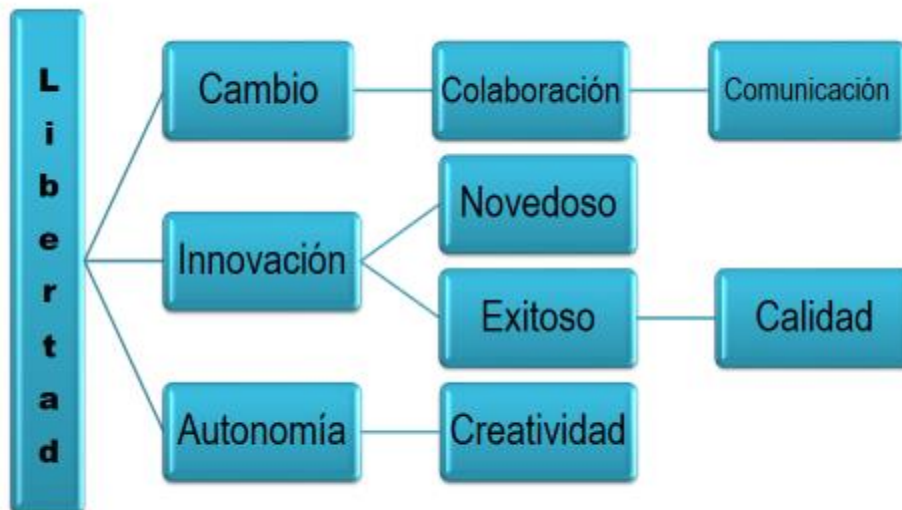 Libertad
Cambio
Colaboración
Comunicación
Innovación
Novedoso
Exitoso
Calidad
Autonomía
Creatividad